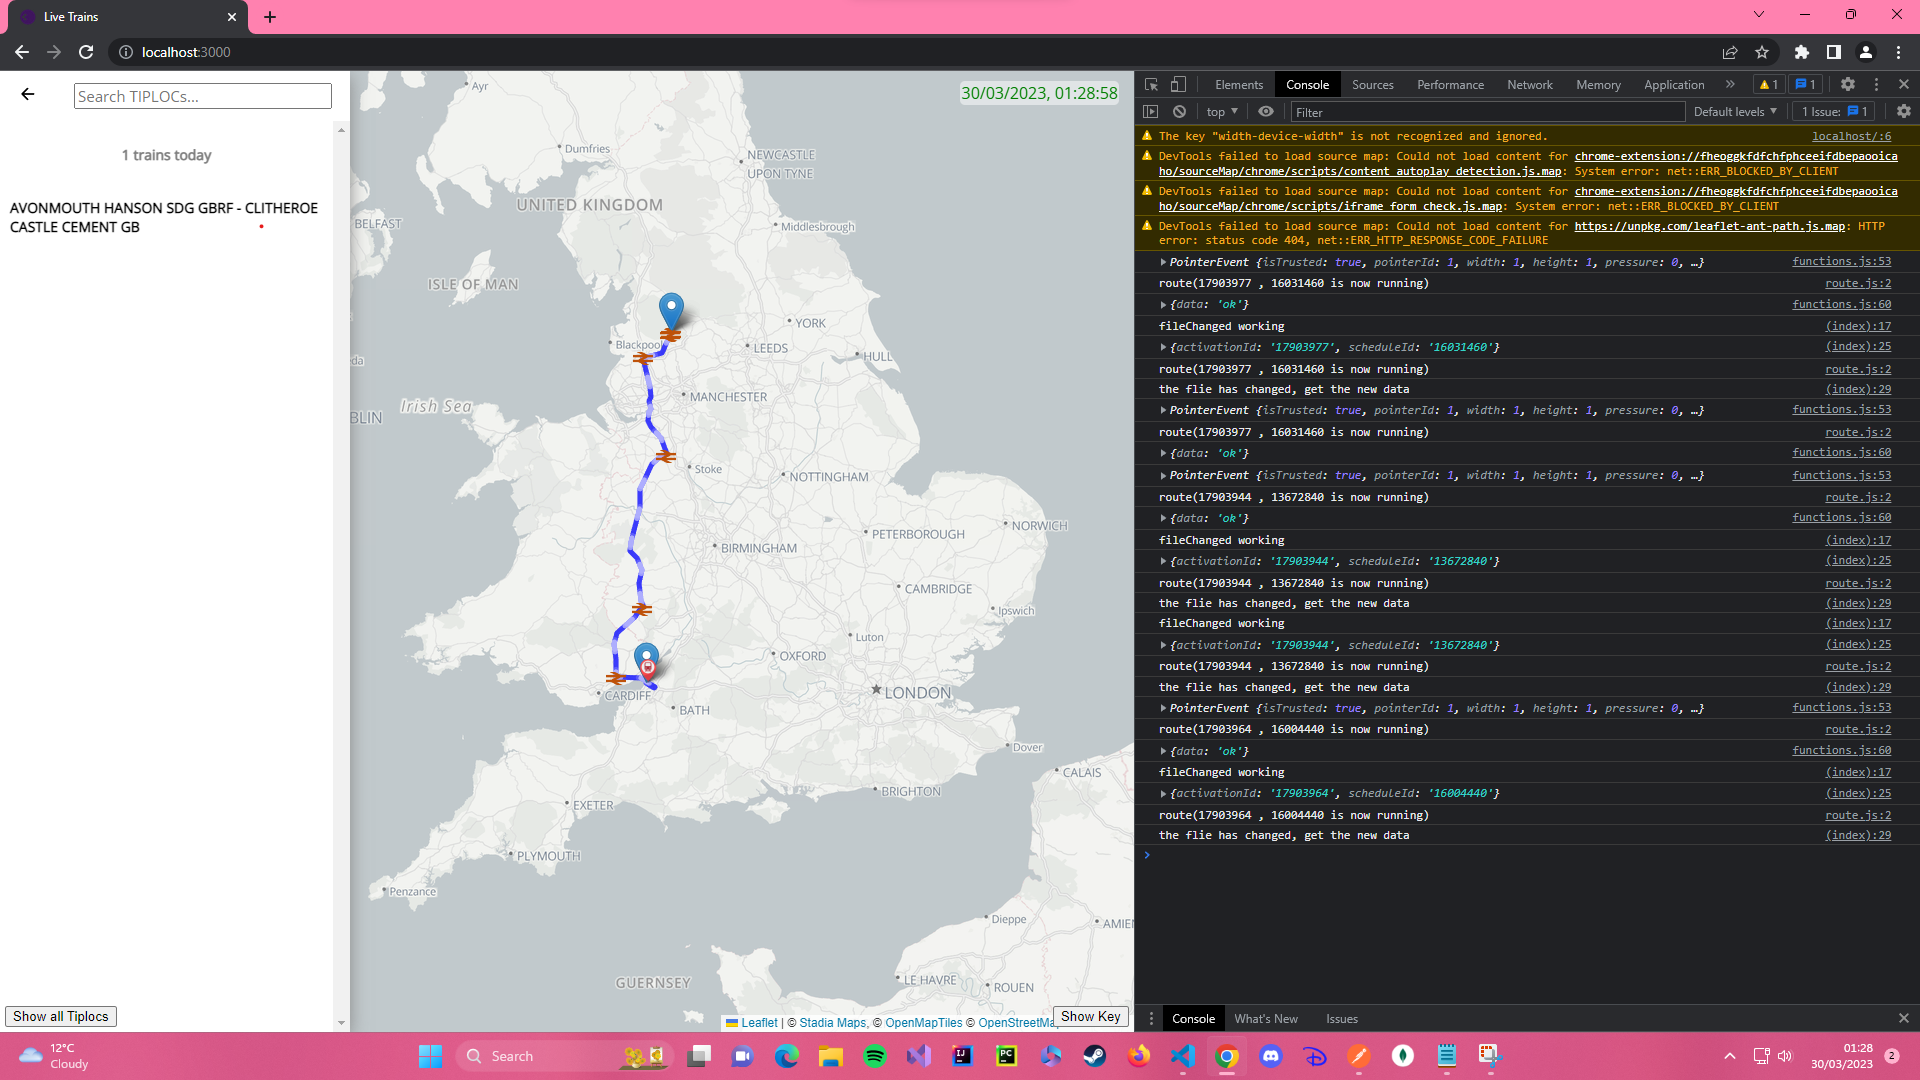 Live Trains
localhost:3000
Search TIPLOCs...
1 trains today
AVONMOUTH HANSON SDG GBRF - CLITHEROE
CASTLE CEMENT GB
Show all Tiplocs
30/03/2023, 01:28:58
Ayr
Dumfries
NEWCASTLE
UPON TYNE
UNITED KINGDOM
BELFAST
Middlesbrough
ISLE OF MAN
YORK
Blackpool
LEEDS
HULL
MANCHESTER
Irish Sea
BLIN
Stoke
NOTTINGHAM
NORWICH
PETERBOROUGH
BIRMINGHAM
CAMBRIDGE
Ipswich
Luton
OXFORD
CARDIFF
LONDON
BATH
Dover
CALAIS
BRIGHTON
EXETER
PLYMOUTH
Penzance
Dieppe
AMIEN
GUERNSEY
LE HAVRE
ROUEN
Show Key
Leaflet | © Stadia Maps, © OpenMapTiles © OpenStreetMa
Elements Console Sources Performance Network Memory Application 1 1
top Filter Default levels 1 Issue: 1
The key "width-device-width" is not recognized and ignored. localhost/:6
DevTools failed to load source map: Could not load content for chrome-extension://fheoggkfdfchfphceeifdbepaooica
ho/sourceMap/chrome/scripts/content_autoplay_detection.js.map: System error: net::ERR_BLOCKED_BY_CLIENT
DevTools failed to load source map: Could not load content for chrome-extension://fheoggkfdfchfphceeifdbepaooica
ho/sourceMap/chrome/scripts/iframe_form_check.js.map: System error: net::ERR_BLOCKED_BY_CLIENT
DevTools failed to load source map: Could not load content for https://unpkg.com/leaflet-ant-path.js.map: HTTP
error: status code 404, net::ERR_HTTP_RESPONSE_CODE_FAILURE
PointerEvent {isTrusted: true, pointerId: 1, width: 1, height: 1, pressure: 0, …} functions.js:53
route(17903977 , 16031460 is now running) route.js:2
{data: 'ok'} functions.js:60
fileChanged working (index):17
{activationId: '17903977', scheduleId: '16031460'} (index):25
route(17903977 , 16031460 is now running) route.js:2
the flie has changed, get the new data (index):29
PointerEvent {isTrusted: true, pointerId: 1, width: 1, height: 1, pressure: 0, …} functions.js:53
route(17903977 , 16031460 is now running) route.js:2
{data: 'ok'} functions.js:60
PointerEvent {isTrusted: true, pointerId: 1, width: 1, height: 1, pressure: 0, …} functions.js:53
route(17903944 , 13672840 is now running) route.js:2
{data: 'ok'} functions.js:60
fileChanged working (index):17
{activationId: '17903944', scheduleId: '13672840'} (index):25
route(17903944 , 13672840 is now running) route.js:2
the flie has changed, get the new data (index):29
fileChanged working (index):17
{activationId: '17903944', scheduleId: '13672840'} (index):25
route(17903944 , 13672840 is now running) route.js:2
the flie has changed, get the new data (index):29
PointerEvent {isTrusted: true, pointerId: 1, width: 1, height: 1, pressure: 0, …} functions.js:53
route(17903964 , 16004440 is now running) route.js:2
{data: 'ok'} functions.js:60
fileChanged working (index):17
{activationId: '17903964', scheduleId: '16004440'} (index):25
route(17903964 , 16004440 is now running) route.js:2
the flie has changed, get the new data (index):29
Console What's New Issues
12°C
Cloudy
Search
01:28
30/03/2023
2